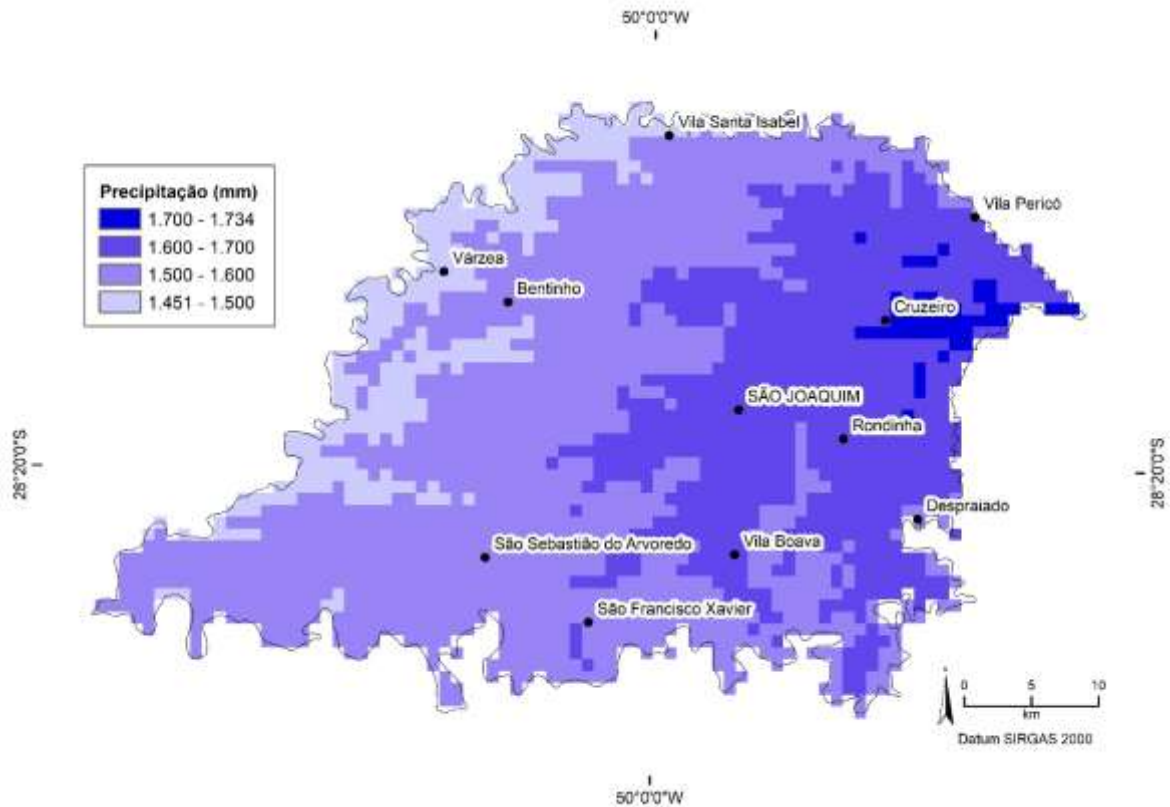 50°0'0"W
Vila Santa Isabel
Precipitação (mm)
1.700 - 1.734
1.600 - 1.700
1.500 - 1.600
1.451 - 1.500
Vila Pericó
Várzea
Bentinho
Cruzeiro
SÃO JOAQUIM
Rondinha
28°20'0"S
28°20'0"S
Despraiado
São Sebastião do Arvoredo
Vila Boava
São Francisco Xavier
0 5 10
km
Datum SIRGAS 2000
50°0'0"W